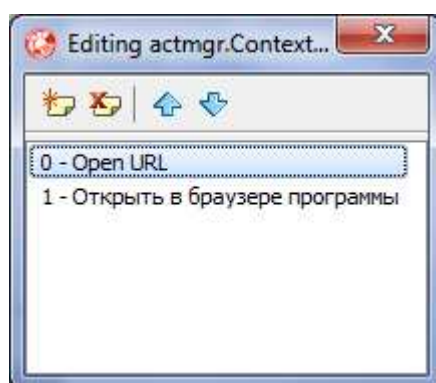 Editing actmgr.Context...
0 - Open URL
1 - Открыть в браузере программы